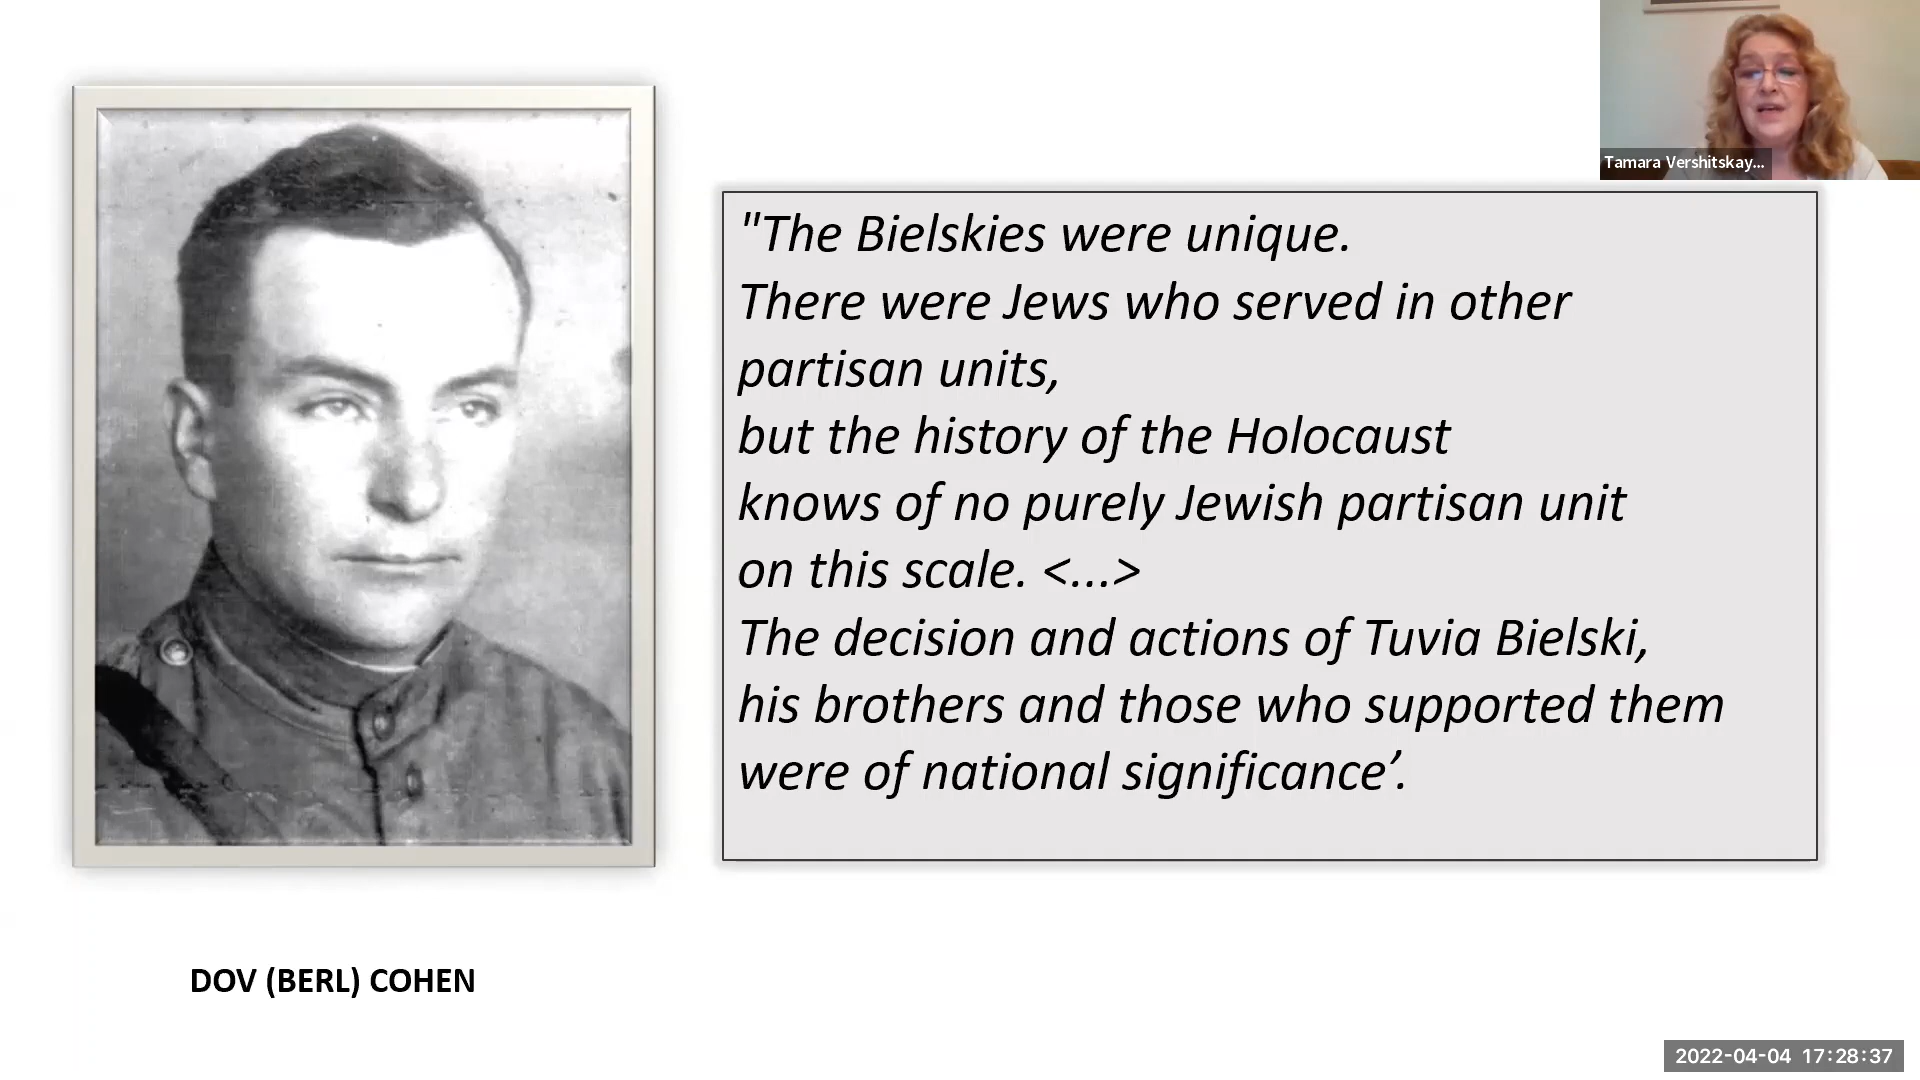 Tamara Vershitskay...
"The Bielskies were unique.
There were Jews who served in other
partisan units,
but the history of the Holocaust
knows of no purely Jewish partisan unit
on this scale. <...>
The decision and actions of Tuvia Bielski,
his brothers and those who supported them
were of national significance’.
DOV (BERL) COHEN
2022-04-04 17:28:37